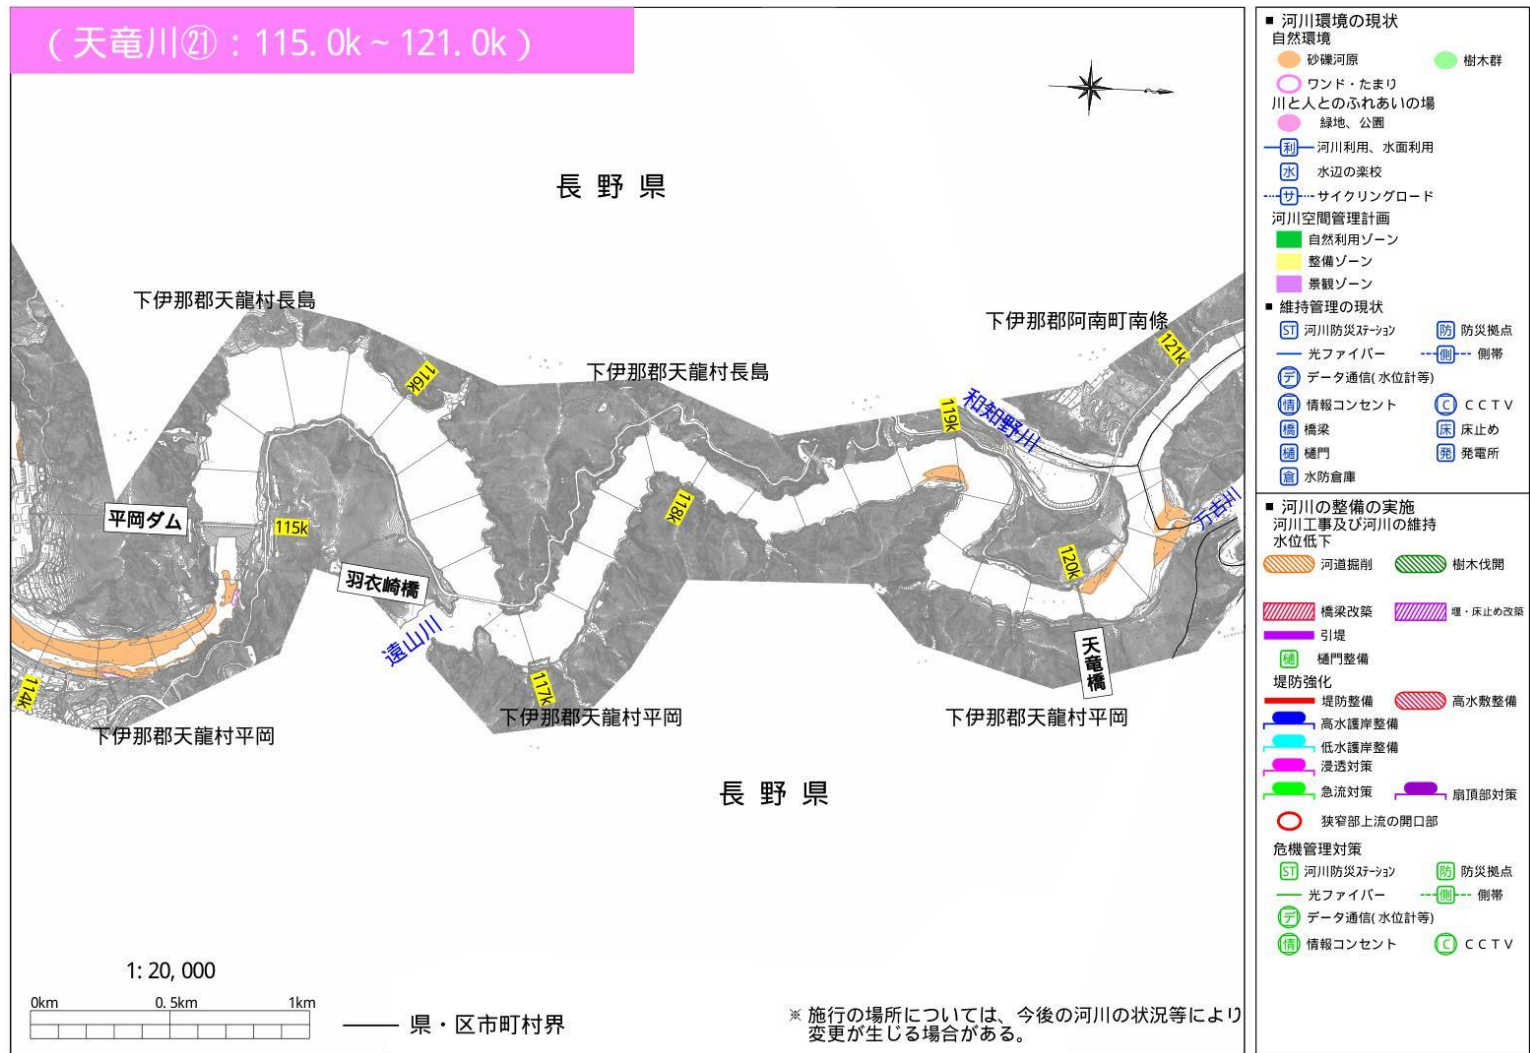 (天竜川㉑：115.0k~121.0k)
長野県
下伊那郡天龍村長島
下伊那郡阿南町南條
121k
116k
下伊那郡天龍村長島
119k
和知野川
118k
平岡ダム
115k
万古川
120k
羽衣崎橋
遠山川
天竜橋
114k
117k
下伊那郡天龍村平岡
下伊那郡天龍村平岡
下伊那郡天龍村平岡
長野県
1:20,000
0km 0.5km 1km
県・区市町村界
※施行の場所については、今後の河川の状況等により
変更が生じる場合がある。
■ 河川環境の現状
自然環境
砂礫河原 樹木群
ワンド・たまり
川と人とのふれあいの場
緑地、公園
利 河川利用、水面利用
水 水辺の楽校
サ サイクリングロード
河川空間管理計画
自然利用ゾーン
整備ゾーン
景観ゾーン
■ 維持管理の現状
ST 河川防災ステーション 防 防災拠点
光ファイバー 側 側帯
デ データ通信(水位計等)
情 情報コンセント C CCTV
橋 橋梁 床 床止め
樋 樋門 発 発電所
倉 水防倉庫
■ 河川の整備の実施
河川工事及び河川の維持
水位低下
河道掘削 樹木伐開
橋梁改築 堰・床止め改築
引堤
樋 樋門整備
堤防強化
堤防整備 高水敷整備
高水護岸整備
低水護岸整備
浸透対策
急流対策 扇頂部対策
狭窄部上流の開口部
危機管理対策
ST 河川防災ステーション 防 防災拠点
光ファイバー 側 側帯
デ データ通信(水位計等)
情 情報コンセント C CCTV